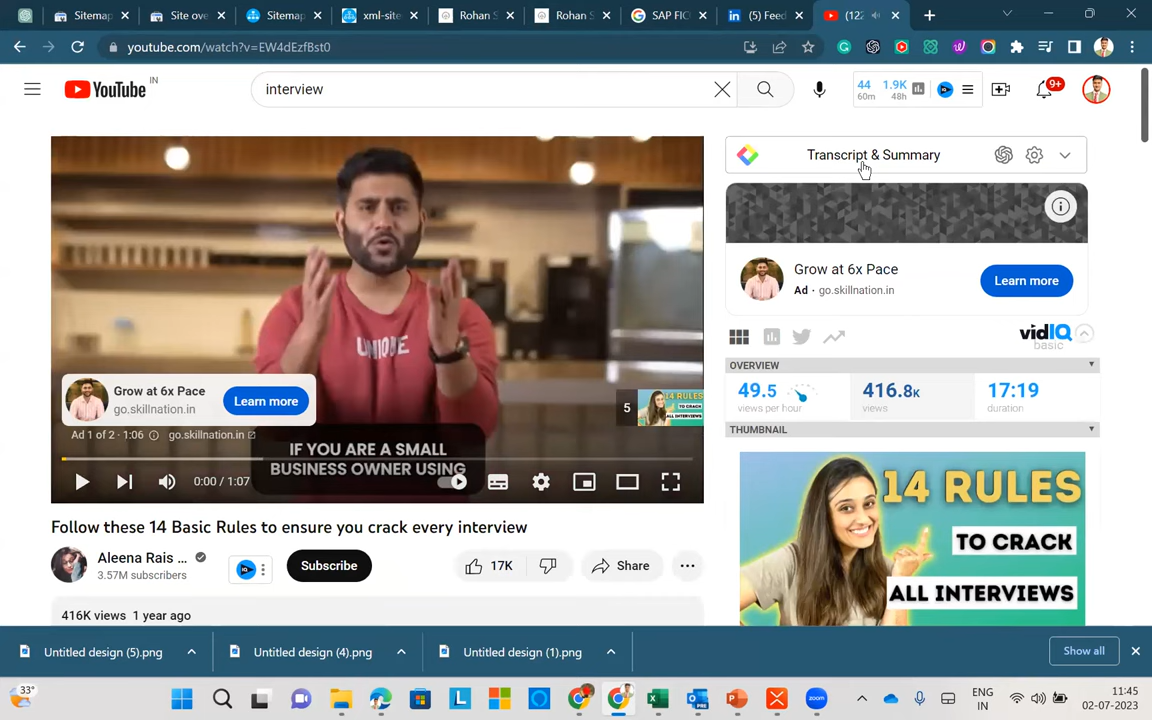 Sitemap
Site ove
Sitemap
xml-site
Rohan S
Rohan S
SAP FIC
(5) Feed
(122
youtube.com/watch?v=EW4dEzfBst0
YouTube IN
interview
44
60m
1.9K
48h
9+
Transcript & Summary
Grow at 6x Pace
Ad · go.skillnation.in
Learn more
vidIQ
basic
OVERVIEW
49.5
views per hour
416.8K
views
17:19
duration
THUMBNAIL
14 RULES
TO CRACK
ALL INTERVIEWS
UNIQUE
Grow at 6x Pace
go.skillnation.in
Learn more
5
14 RULES
TO CRACK
ALL INTERVIEWS
Ad 1 of 2 · 1:06
go.skillnation.in
IF YOU ARE A SMALL
BUSINESS OWNER USING
0:00 / 1:07
Follow these 14 Basic Rules to ensure you crack every interview
Aleena Rais ...
3.57M subscribers
Subscribe
17K
Share
416K views 1 year ago
Untitled design (5).png
Untitled design (4).png
Untitled design (1).png
Show all
33°
L
zoom
ENG
IN
11:45
02-07-2023